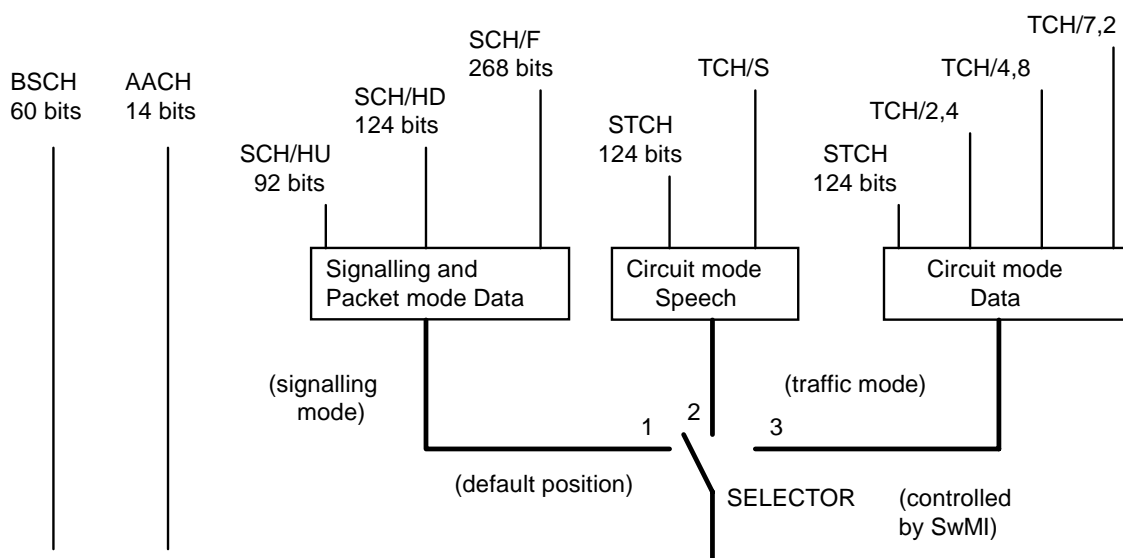 BSCH
60 bits
AACH
14 bits
SCH/HU
92 bits
SCH/HD
124 bits
SCH/F
268 bits
STCH
124 bits
TCH/S
STCH
124 bits
TCH/2,4
TCH/4,8
TCH/7,2
Signalling and
Packet mode Data
Circuit mode
Speech
Circuit mode
Data
(signalling
mode)
(traffic mode)
1
2
3
(default position)
SELECTOR
(controlled
by SwMI)